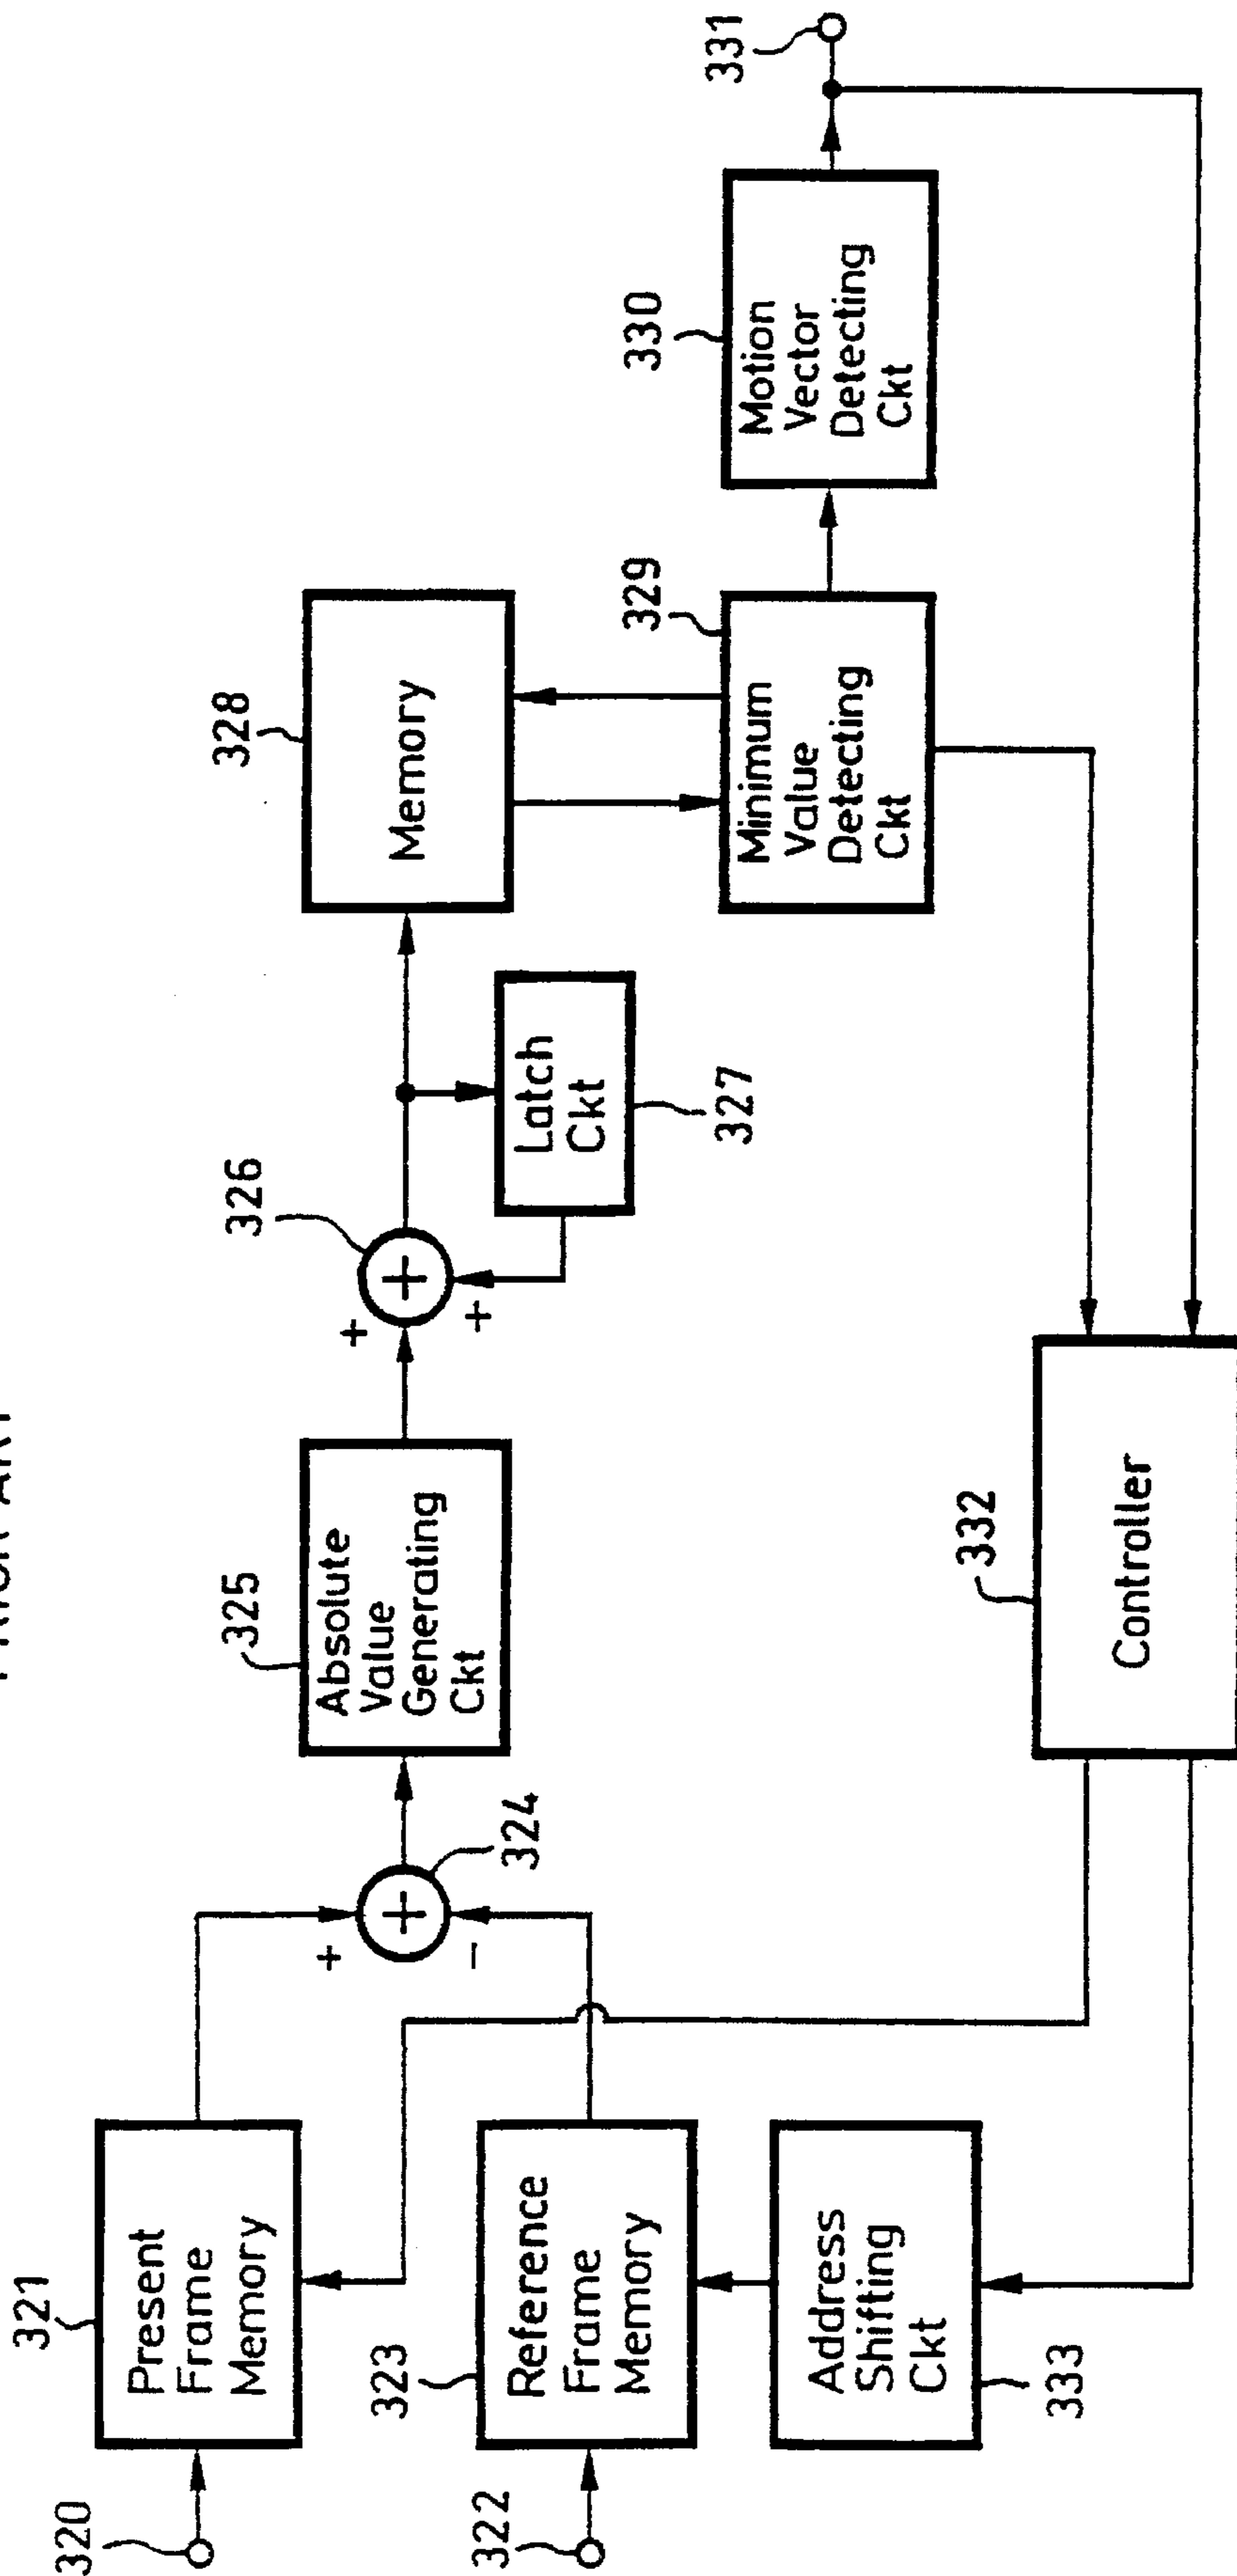 PRIOR ART
320
321
Present
Frame
Memory
322
323
Reference
Frame
Memory
333
Address
Shifting
Ckt
+
−
+
324
325
Absolute
Value
Generating
Ckt
+
+
+
326
Latch
Ckt
327
328
Memory
329
Minimum
Value
Detecting
Ckt
330
Motion
Vector
Detecting
Ckt
331
332
Controller